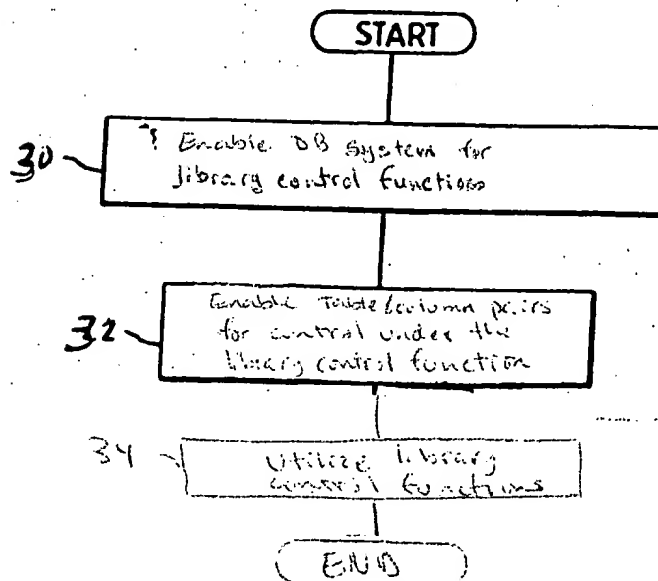 START
30
Enable DB system for
library control functions
32
Enable Table/column pairs
for control under the
library control function
34
Utilize library
control functions
END